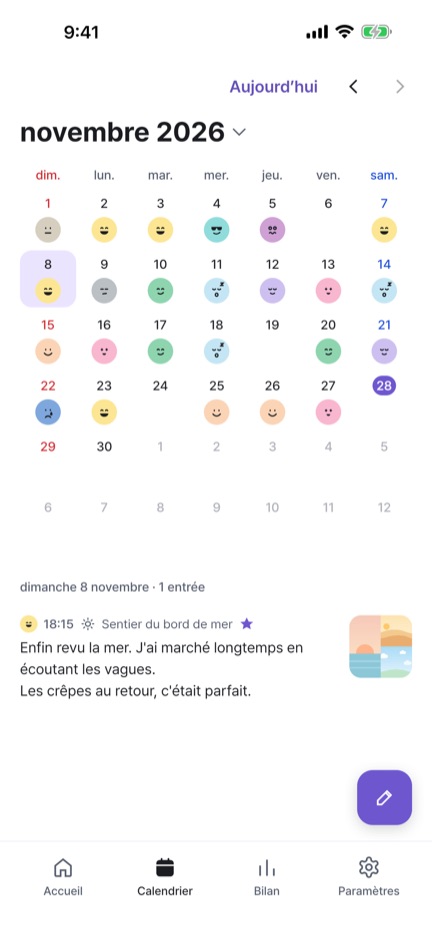 9:41
Aujourd'hui
novembre 2026
dim. lun. mar. mer. jeu. ven. sam.
1 2 3 4 5 6 7
8 9 10 11 12 13 14
15 16 17 18 19 20 21
22 23 24 25 26 27 28
29 30 1 2 3 4 5
6 7 8 9 10 11 12
dimanche 8 novembre · 1 entrée
18:15 Sentier du bord de mer
Enfin revu la mer. J'ai marché longtemps en
écoutant les vagues.
Les crêpes au retour, c'était parfait.
Accueil Calendrier Bilan Paramètres